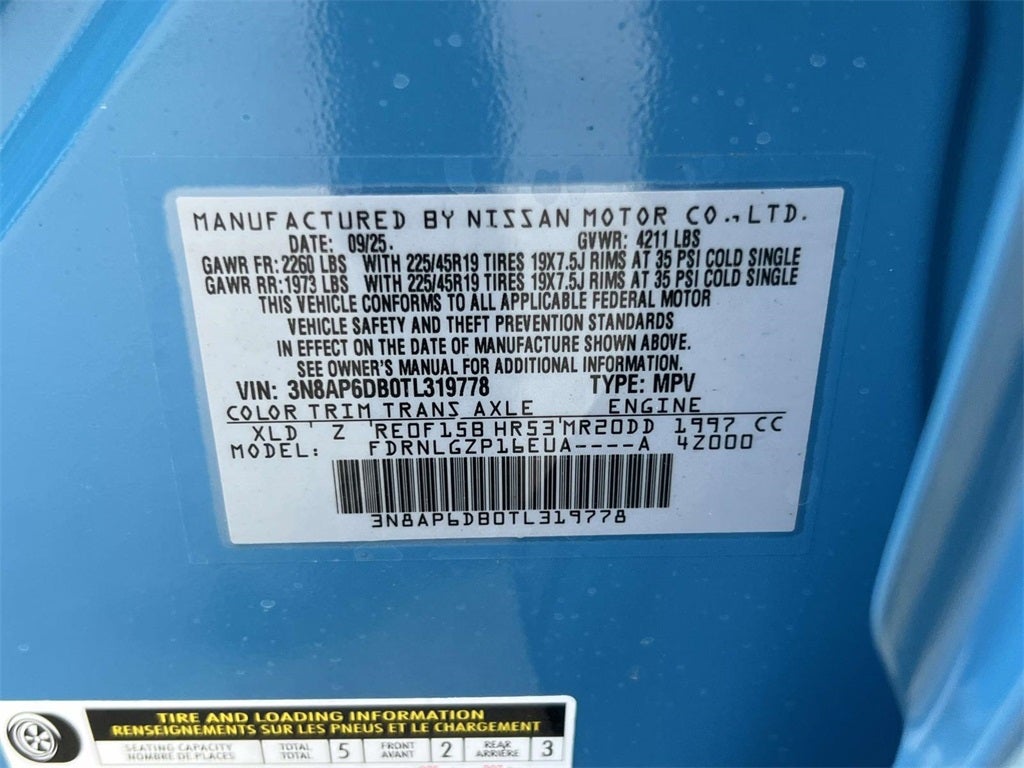 MANUFACTURED BY NISSAN MOTOR CO., LTD.
DATE: 09/25. GVWR: 4211 LBS
GAWR FR: 2260 LBS WITH 225/45R19 TIRES 19X7.5J RIMS AT 35 PSI COLD SINGLE
GAWR RR: 1973 LBS WITH 225/45R19 TIRES 19X7.5J RIMS AT 35 PSI COLD SINGLE
THIS VEHICLE CONFORMS TO ALL APPLICABLE FEDERAL MOTOR
VEHICLE SAFETY AND THEFT PREVENTION STANDARDS
IN EFFECT ON THE DATE OF MANUFACTURE SHOWN ABOVE.
SEE OWNER'S MANUAL FOR ADDITIONAL INFORMATION.
VIN: 3N8AP6DB0TL319778 TYPE: MPV
COLOR TRIM TRANS AXLE ENGINE
XLD Z RE0F15B HR53 MR20DD 1997 CC
MODEL: FDRNLGZP16EUA----A 4Z000
3N8AP6DB0TL319778
TIRE AND LOADING INFORMATION
RENSEIGNEMENTS SUR LES PNEUS ET LE CHARGEMENT
SEATING CAPACITY TOTAL 5 FRONT 2 REAR 3
NOMBRE DE PLACES TOTAL AVANT ARRIÈRE